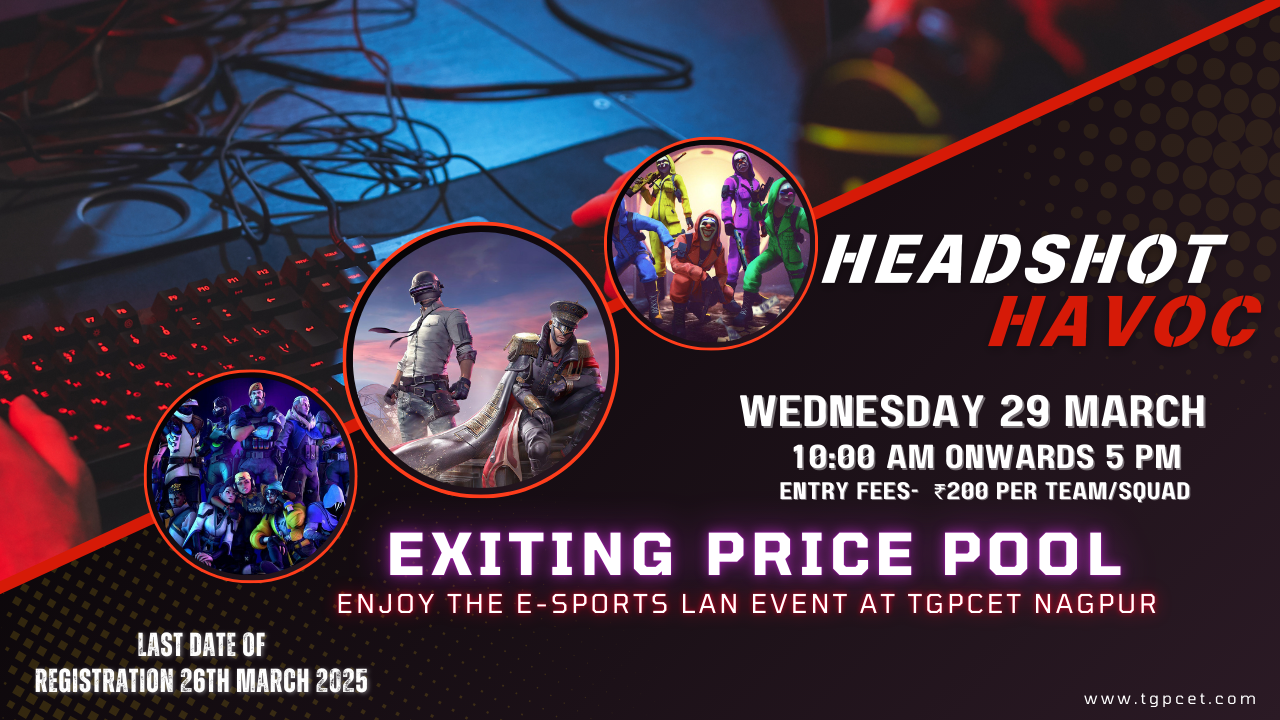 HEADSHOT
HAVOC
WEDNESDAY 29 MARCH
10:00 AM ONWARDS 5 PM
ENTRY FEES- ₹200 PER TEAM/SQUAD
EXITING PRICE POOL
ENJOY THE E-SPORTS LAN EVENT AT TGPCET NAGPUR
LAST DATE OF
REGISTRATION 26TH MARCH 2025
www.tgpcet.com